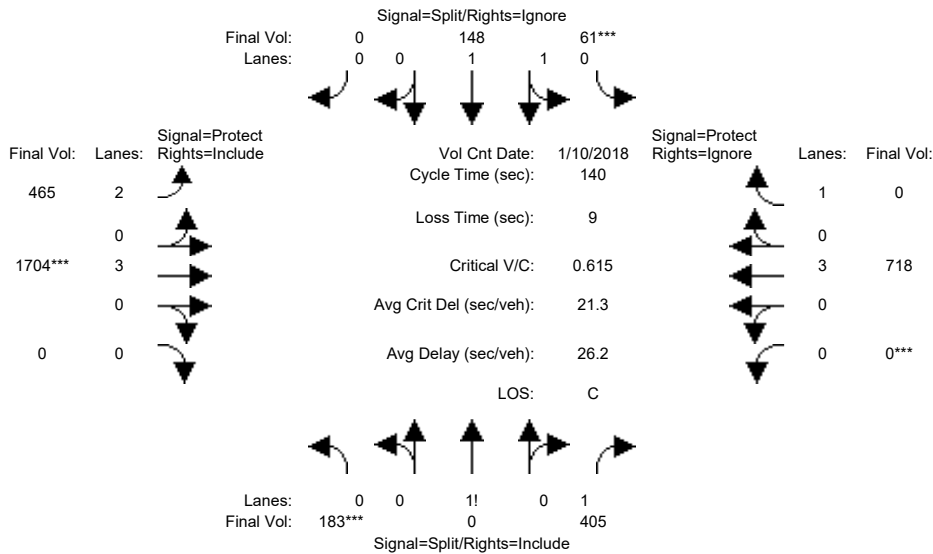 Signal=Split/Rights=Ignore
Final Vol: 0 148 61***
Lanes: 0 0 1 1 0
Signal=Protect
Final Vol: Lanes: Rights=Include
Vol Cnt Date: 1/10/2018
Signal=Protect
Rights=Ignore Lanes: Final Vol:
Cycle Time (sec): 140
465 2
1 0
Loss Time (sec): 9
0
0
1704*** 3
Critical V/C: 0.615
3 718
0
Avg Crit Del (sec/veh): 21.3
0
0 0
Avg Delay (sec/veh): 26.2
0 0***
LOS: C
Lanes: 0 0 1! 0 1
Final Vol: 183*** 0 405
Signal=Split/Rights=Include